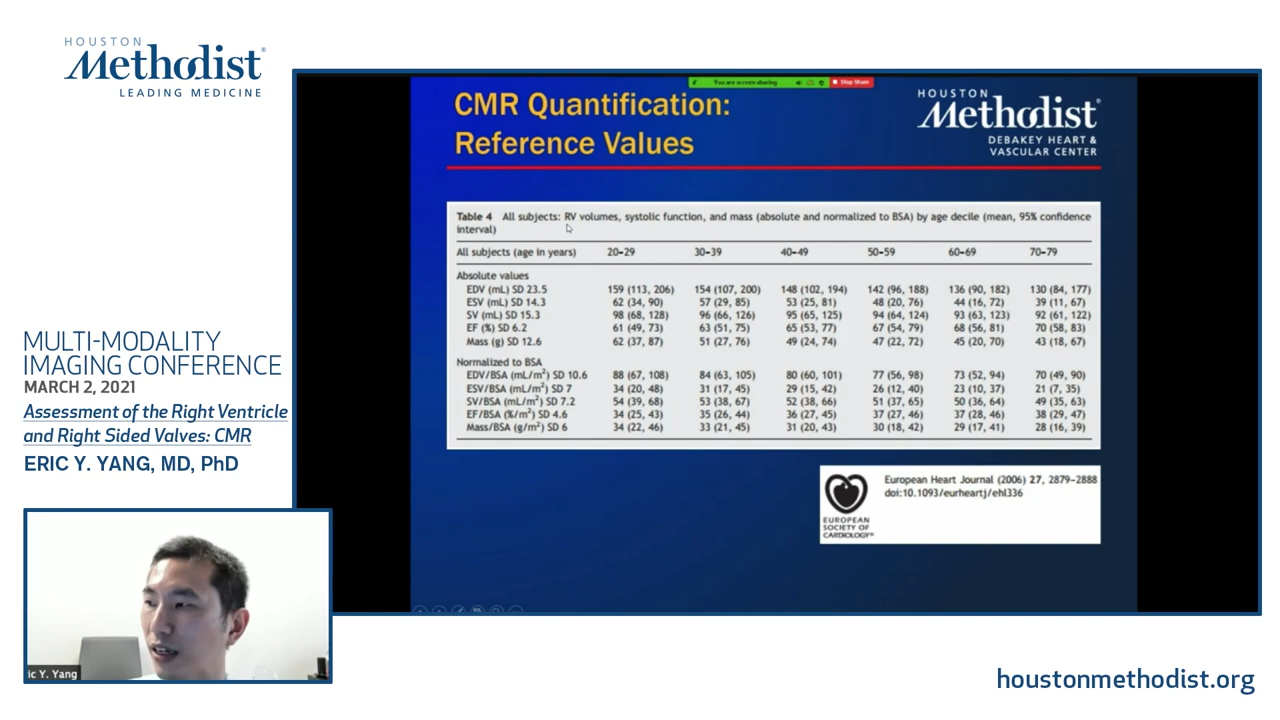 HOUSTON
Methodist®
LEADING MEDICINE
MULTI-MODALITY
IMAGING CONFERENCE
MARCH 2, 2021
Assessment of the Right Ventricle
and Right Sided Valves: CMR
ERIC Y. YANG, MD, PhD
ic Y. Yang
You are screen sharing
Stop Share
CMR Quantification:
Reference Values
HOUSTON
Methodist®
DEBAKEY HEART &
VASCULAR CENTER
Table 4 All subjects: RV volumes, systolic function, and mass (absolute and normalized to BSA) by age decile (mean, 95% confidence
interval)
All subjects (age in years) 20–29 30–39 40–49 50–59 60–69 70–79
Absolute values
EDV (mL) SD 23.5 159 (113, 206) 154 (107, 200) 148 (102, 194) 142 (96, 188) 136 (90, 182) 130 (84, 177)
ESV (mL) SD 14.3 62 (34, 90) 57 (29, 85) 53 (25, 81) 48 (20, 76) 44 (16, 72) 39 (11, 67)
SV (mL) SD 15.3 98 (68, 128) 96 (66, 126) 95 (65, 125) 94 (64, 124) 93 (63, 123) 92 (61, 122)
EF (%) SD 6.2 61 (49, 73) 63 (51, 75) 65 (53, 77) 67 (54, 79) 68 (56, 81) 70 (58, 83)
Mass (g) SD 12.6 62 (37, 87) 51 (27, 76) 49 (24, 74) 47 (22, 72) 45 (20, 70) 43 (18, 67)
Normalized to BSA
EDV/BSA (mL/m²) SD 10.6 88 (67, 108) 84 (63, 105) 80 (60, 101) 77 (56, 98) 73 (52, 94) 70 (49, 90)
ESV/BSA (mL/m²) SD 7 34 (20, 48) 31 (17, 45) 29 (15, 42) 26 (12, 40) 23 (10, 37) 21 (7, 35)
SV/BSA (mL/m²) SD 7.2 54 (39, 68) 53 (38, 67) 52 (38, 66) 51 (37, 65) 50 (36, 64) 49 (35, 63)
EF/BSA (%/m²) SD 4.6 34 (25, 43) 35 (26, 44) 36 (27, 45) 37 (27, 46) 37 (28, 46) 38 (29, 47)
Mass/BSA (g/m²) SD 6 34 (22, 46) 33 (21, 45) 31 (20, 43) 30 (18, 42) 29 (17, 41) 28 (16, 39)
EUROPEAN
SOCIETY OF
CARDIOLOGY®
European Heart Journal (2006) 27, 2879–2888
doi:10.1093/eurheartj/ehl336
houstonmethodist.org